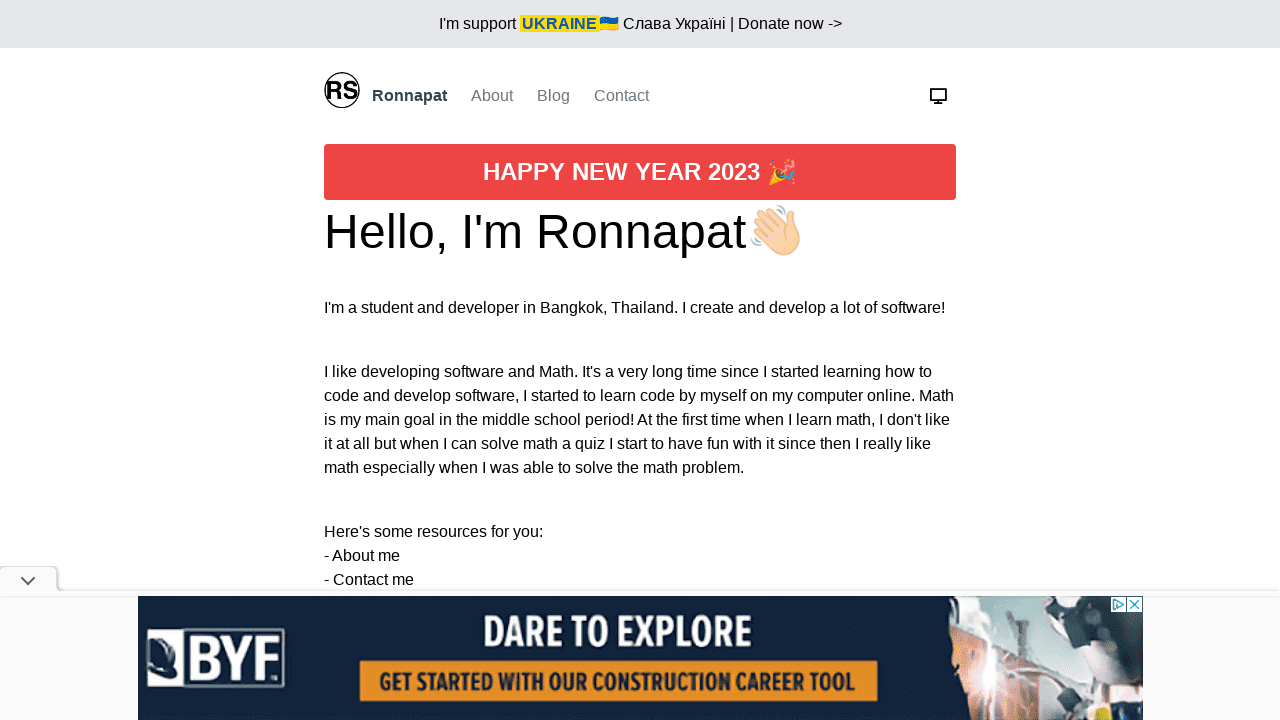 I'm support UKRAINE🇺🇦 Слава Україні | Donate now ->
RS Ronnapat About Blog Contact
HAPPY NEW YEAR 2023 🎉
Hello, I'm Ronnapat👋🏻
I'm a student and developer in Bangkok, Thailand. I create and develop a lot of software!
I like developing software and Math. It's a very long time since I started learning how to
code and develop software, I started to learn code by myself on my computer online. Math
is my main goal in the middle school period! At the first time when I learn math, I don't like
it at all but when I can solve math a quiz I start to have fun with it since then I really like
math especially when I was able to solve the math problem.
Here's some resources for you:
- About me
- Contact me
DARE TO EXPLORE
BYF
GET STARTED WITH OUR CONSTRUCTION CAREER TOOL